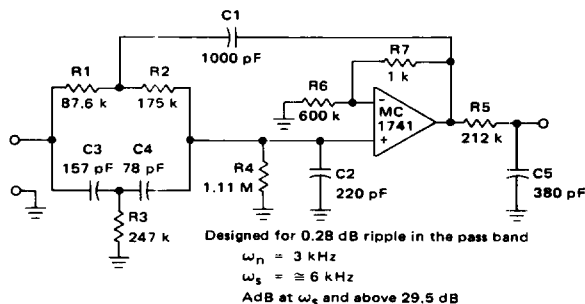 C1
1000 pF
R1
87.6 k
R2
175 k
R7
1 k
R6
600 k
MC
1741
−
+
R5
212 k
C3
157 pF
C4
78 pF
R4
1.11 M
C2
220 pF
C5
380 pF
R3
247 k
Designed for 0.28 dB ripple in the pass band
ωn = 3 kHz
ωs = ≅ 6 kHz
AdB at ωs and above 29.5 dB